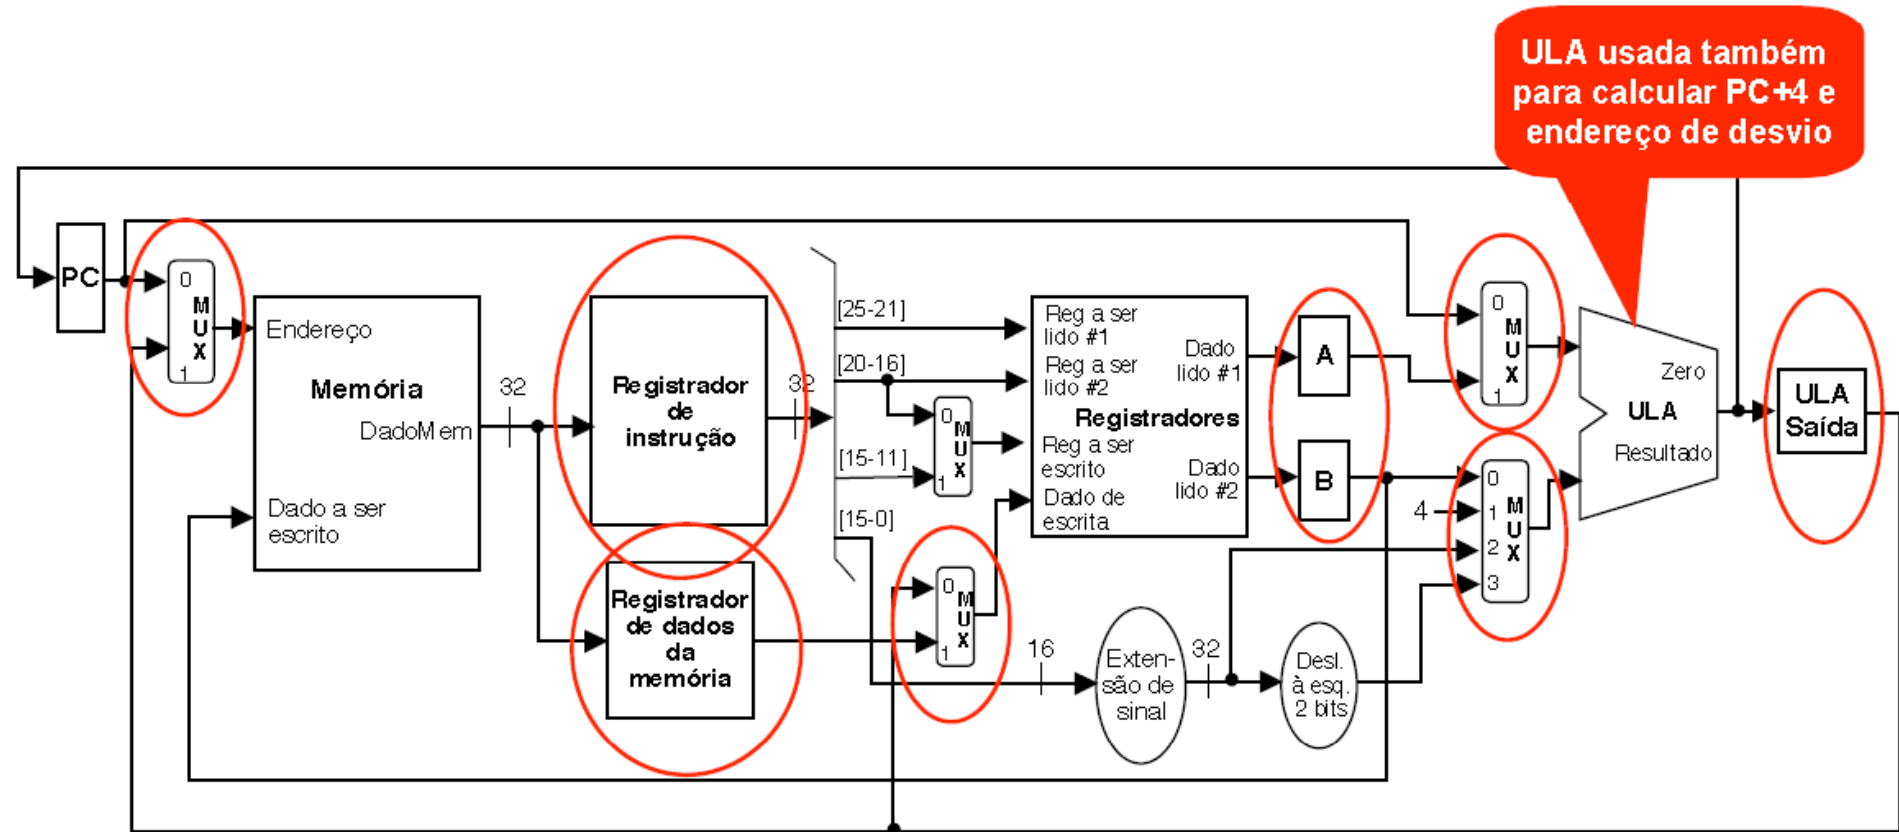 ULA usada também
para calcular PC+4 e
endereço de desvio
PC
0
M
U
X
1
Endereço
Memória
DadoMem
Dado a ser
escrito
32
Registrador
de
instrução
32
Registrador
de dados
da
memória
[25-21]
[20-16]
[15-11]
[15-0]
0
M
U
X
1
0
M
U
X
1
Reg a ser
lido #1
Reg a ser
lido #2
Registradores
Reg a ser
escrito
Dado de
escrita
Dado
lido #1
Dado
lido #2
A
B
16
Exten-
são de
sinal
32
Desl.
à esq.
2 bits
0
M
U
X
1
4
0
1
2
3
M
U
X
Zero
ULA
Resultado
ULA
Saída